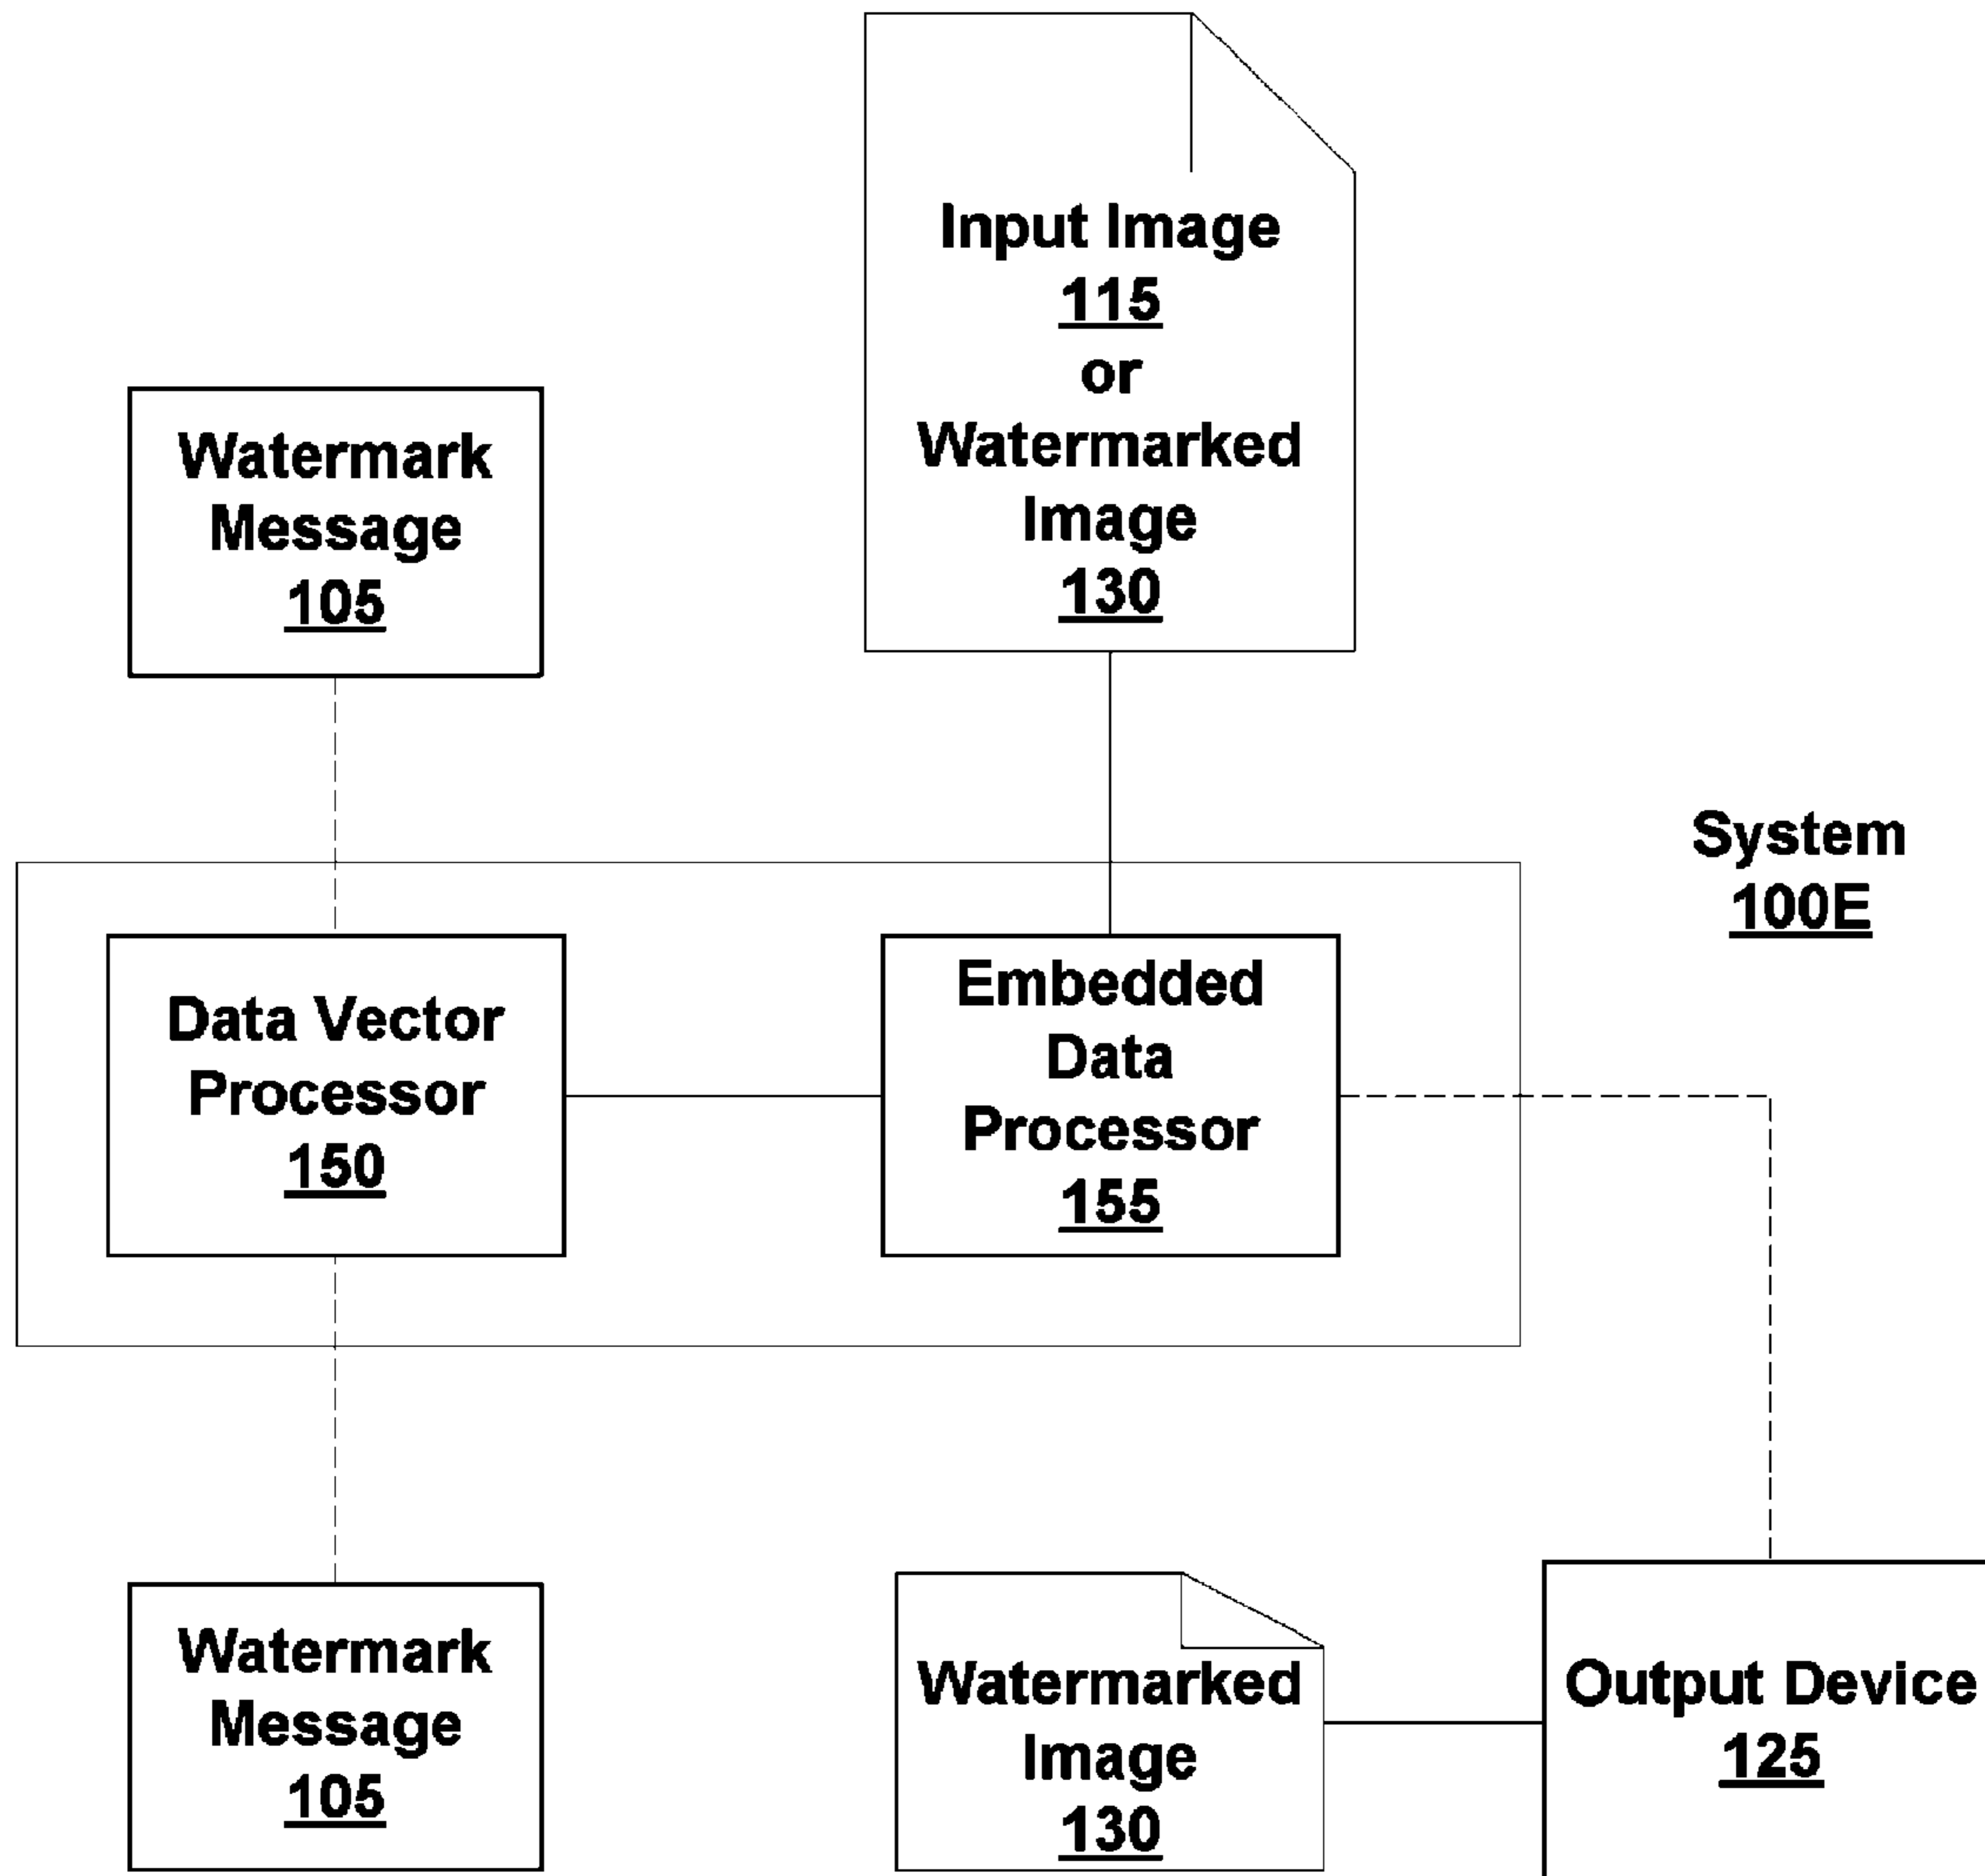 Input Image
115
or
Watermarked
Image
130
Watermark
Message
105
System
100E
Data Vector
Processor
150
Embedded
Data
Processor
155
Watermark
Message
105
Watermarked
Image
130
Output Device
125